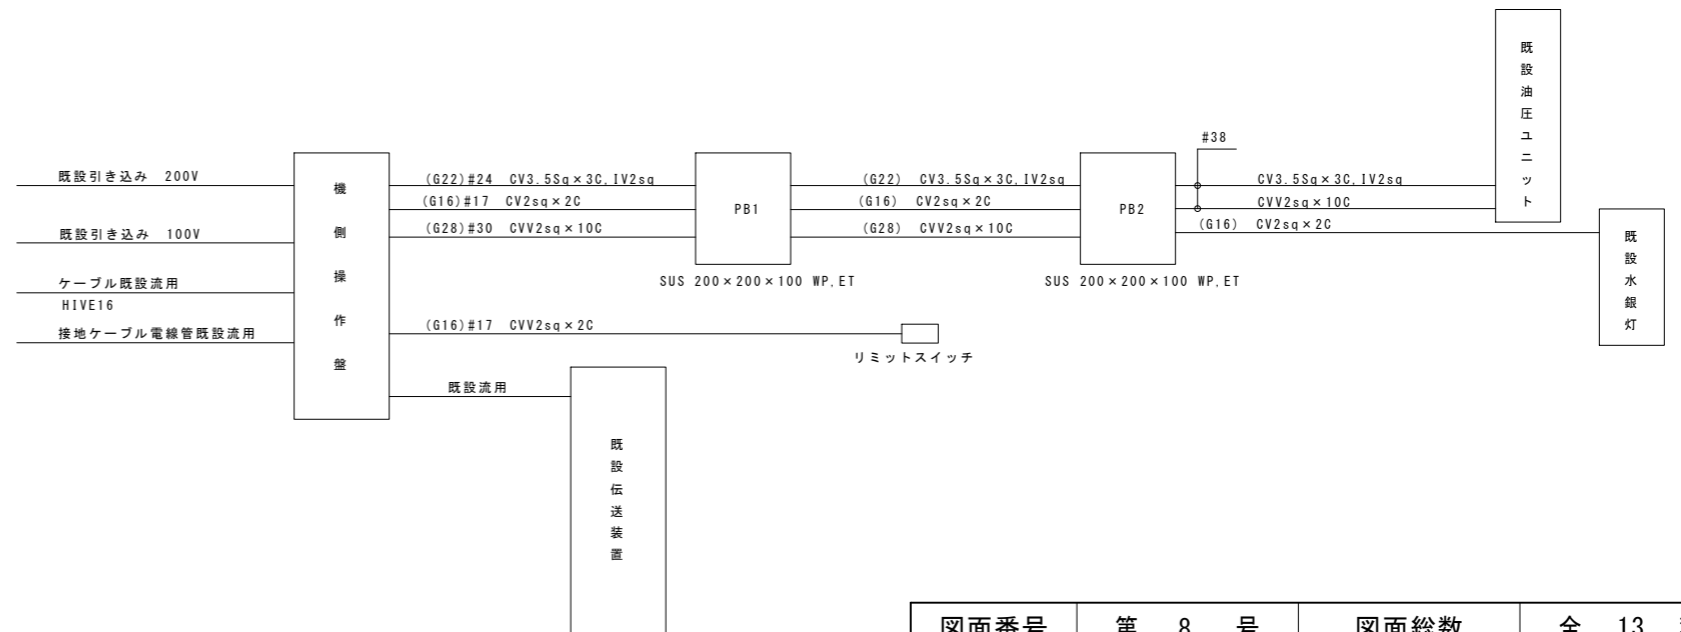 既設引き込み 200V
既設引き込み 100V
ケーブル既設流用
HIVE16
接地ケーブル電線管既設流用
機側操作盤
(G22)#24 CV3.5Sq×3C,IV2sq
(G16)#17 CV2sq×2C
(G28)#30 CVV2sq×10C
(G16)#17 CVV2sq×2C
リミットスイッチ
既設流用
既設伝送装置
PB1
SUS 200×200×100 WP,ET
(G22) CV3.5Sq×3C,IV2sq
(G16) CV2sq×2C
(G28) CVV2sq×10C
PB2
SUS 200×200×100 WP,ET
#38
CV3.5Sq×3C,IV2sq
CVV2sq×10C
(G16) CV2sq×2C
既設油圧ユニット
既設水銀灯
図面番号 第 8 号 図面総数 全 13